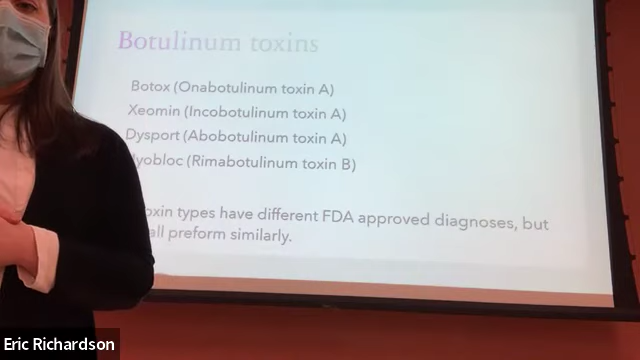 Botulinum toxins
Botox (Onabotulinum toxin A)
Xeomin (Incobotulinum toxin A)
Dysport (Abobotulinum toxin A)
yobloc (Rimabotulinum toxin B)
oxin types have different FDA approved diagnoses, but
all preform similarly.
Eric Richardson